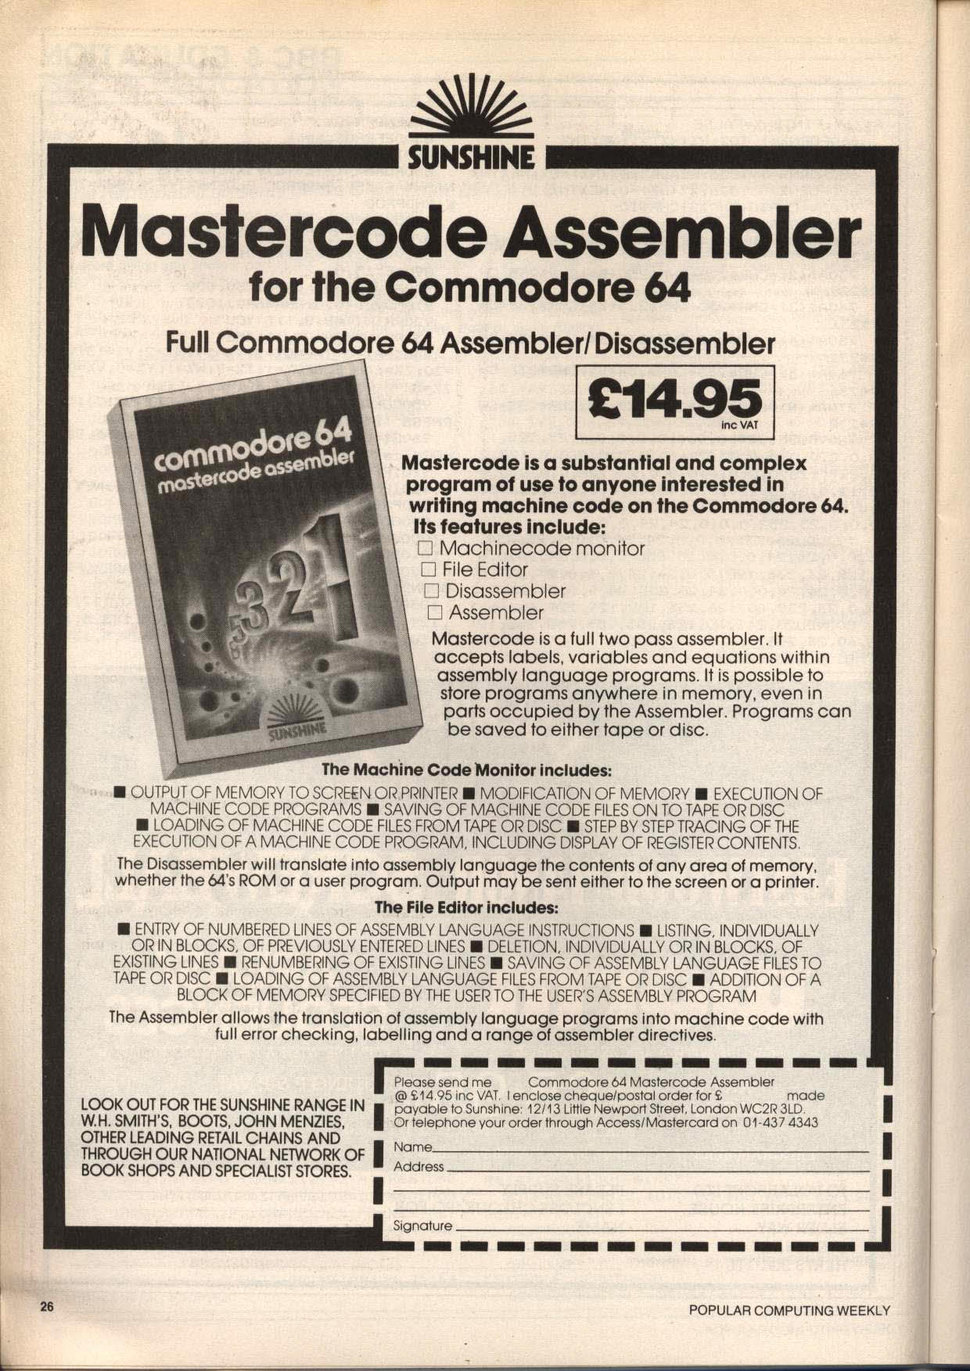 SUNSHINE
Mastercode Assembler
for the Commodore 64
Full Commodore 64 Assembler/Disassembler
£14.95
inc VAT
commodore 64
mastercode assembler
3 2 1
SUNSHINE
Mastercode is a substantial and complex
program of use to anyone interested in
writing machine code on the Commodore 64.
Its features include:
□ Machinecode monitor
□ File Editor
□ Disassembler
□ Assembler
Mastercode is a full two pass assembler. It
accepts labels, variables and equations within
assembly language programs. It is possible to
store programs anywhere in memory, even in
parts occupied by the Assembler. Programs can
be saved to either tape or disc.
The Machine Code Monitor includes:
■ OUTPUT OF MEMORY TO SCREEN OR PRINTER ■ MODIFICATION OF MEMORY ■ EXECUTION OF
MACHINE CODE PROGRAMS ■ SAVING OF MACHINE CODE FILES ON TO TAPE OR DISC
■ LOADING OF MACHINE CODE FILES FROM TAPE OR DISC ■ STEP BY STEP TRACING OF THE
EXECUTION OF A MACHINE CODE PROGRAM, INCLUDING DISPLAY OF REGISTER CONTENTS.
The Disassembler will translate into assembly language the contents of any area of memory,
whether the 64's ROM or a user program. Output may be sent either to the screen or a printer.
The File Editor includes:
■ ENTRY OF NUMBERED LINES OF ASSEMBLY LANGUAGE INSTRUCTIONS ■ LISTING, INDIVIDUALLY
OR IN BLOCKS, OF PREVIOUSLY ENTERED LINES ■ DELETION, INDIVIDUALLY OR IN BLOCKS, OF
EXISTING LINES ■ RENUMBERING OF EXISTING LINES ■ SAVING OF ASSEMBLY LANGUAGE FILES TO
TAPE OR DISC ■ LOADING OF ASSEMBLY LANGUAGE FILES FROM TAPE OR DISC ■ ADDITION OF A
BLOCK OF MEMORY SPECIFIED BY THE USER TO THE USER'S ASSEMBLY PROGRAM
The Assembler allows the translation of assembly language programs into machine code with
full error checking, labelling and a range of assembler directives.
LOOK OUT FOR THE SUNSHINE RANGE IN
W.H. SMITH'S, BOOTS, JOHN MENZIES,
OTHER LEADING RETAIL CHAINS AND
THROUGH OUR NATIONAL NETWORK OF
BOOK SHOPS AND SPECIALIST STORES.
Please send me Commodore 64 Mastercode Assembler
@ £14.95 inc VAT. I enclose cheque/postal order for £ made
payable to Sunshine: 12/13 Little Newport Street, London WC2R 3LD.
Or telephone your order through Access/Mastercard on 01-437 4343
Name
Address
Signature
26
POPULAR COMPUTING WEEKLY